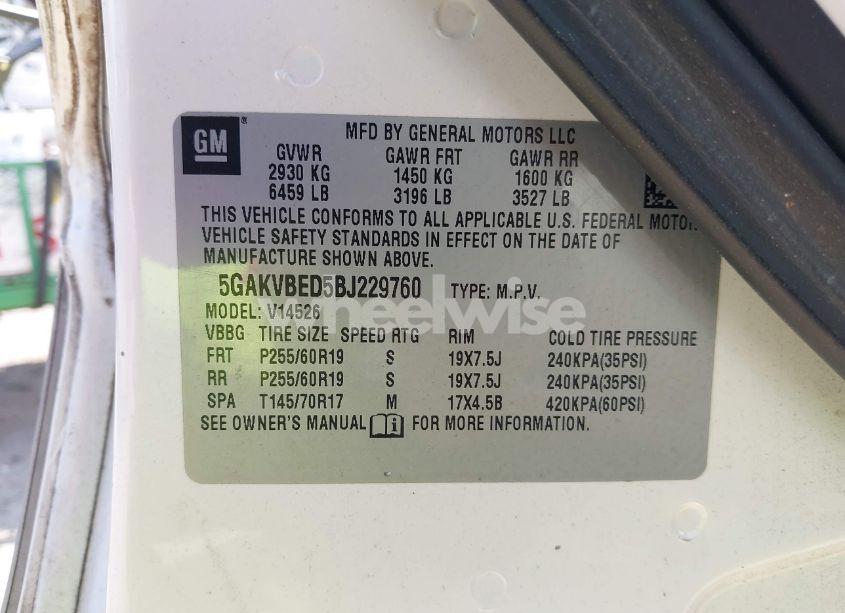 GM
MFD BY GENERAL MOTORS LLC
GVWR GAWR FRT GAWR RR
2930 KG 1450 KG 1600 KG
6459 LB 3196 LB 3527 LB
THIS VEHICLE CONFORMS TO ALL APPLICABLE U.S. FEDERAL MOTOR
VEHICLE SAFETY STANDARDS IN EFFECT ON THE DATE OF
MANUFACTURE SHOWN ABOVE.
5GAKVBED5BJ229760 TYPE: M.P.V.
wheelwise
MODEL: V14526
VBBG TIRE SIZE SPEED RTG RIM COLD TIRE PRESSURE
FRT P255/60R19 S 19X7.5J 240KPA(35PSI)
RR P255/60R19 S 19X7.5J 240KPA(35PSI)
SPA T145/70R17 M 17X4.5B 420KPA(60PSI)
SEE OWNER'S MANUAL i FOR MORE INFORMATION.